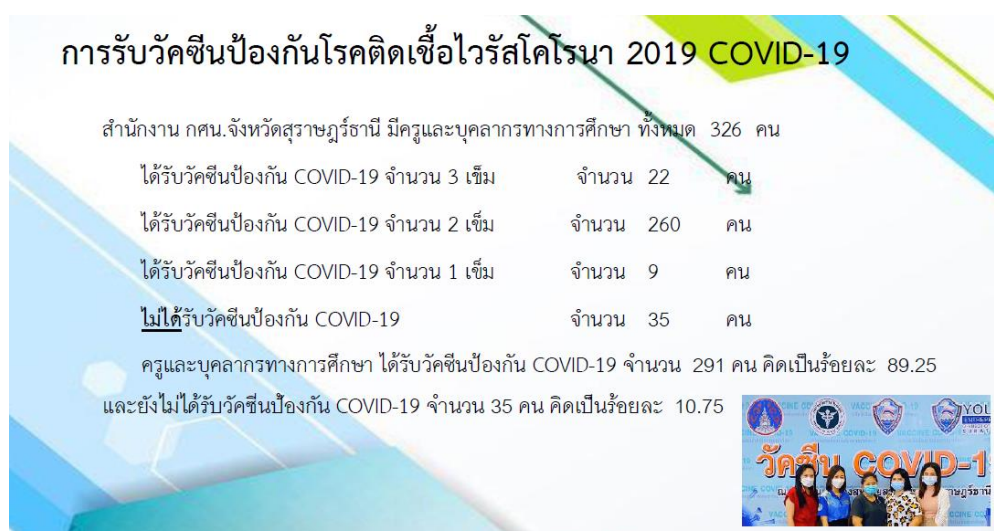 การรับวัคซีนป้องกันโรคติดเชื้อไวรัสโคโรนา 2019 COVID-19
สำนักงาน กศน.จังหวัดสุราษฎร์ธานี มีครูและบุคลากรทางการศึกษา ทั้งหมด 326 คน
ได้รับวัคซีนป้องกัน COVID-19 จำนวน 3 เข็ม จำนวน 22 คน
ได้รับวัคซีนป้องกัน COVID-19 จำนวน 2 เข็ม จำนวน 260 คน
ได้รับวัคซีนป้องกัน COVID-19 จำนวน 1 เข็ม จำนวน 9 คน
ไม่ได้รับวัคซีนป้องกัน COVID-19 จำนวน 35 คน
ครูและบุคลากรทางการศึกษา ได้รับวัคซีนป้องกัน COVID-19 จำนวน 291 คน คิดเป็นร้อยละ 89.25
และยังไม่ได้รับวัคซีนป้องกัน COVID-19 จำนวน 35 คน คิดเป็นร้อยละ 10.75
YOU
วัคซีน COVID-1